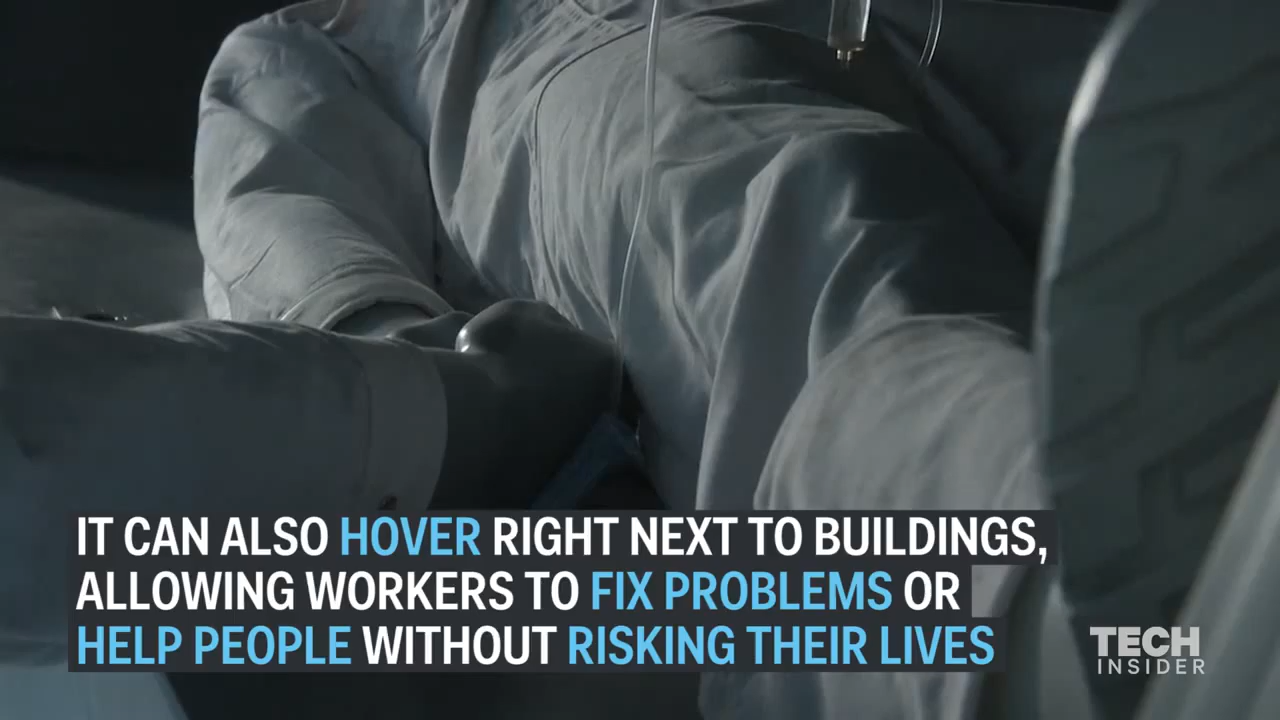 IT CAN ALSO HOVER RIGHT NEXT TO BUILDINGS,
ALLOWING WORKERS TO FIX PROBLEMS OR
HELP PEOPLE WITHOUT RISKING THEIR LIVES
TECH
INSIDER